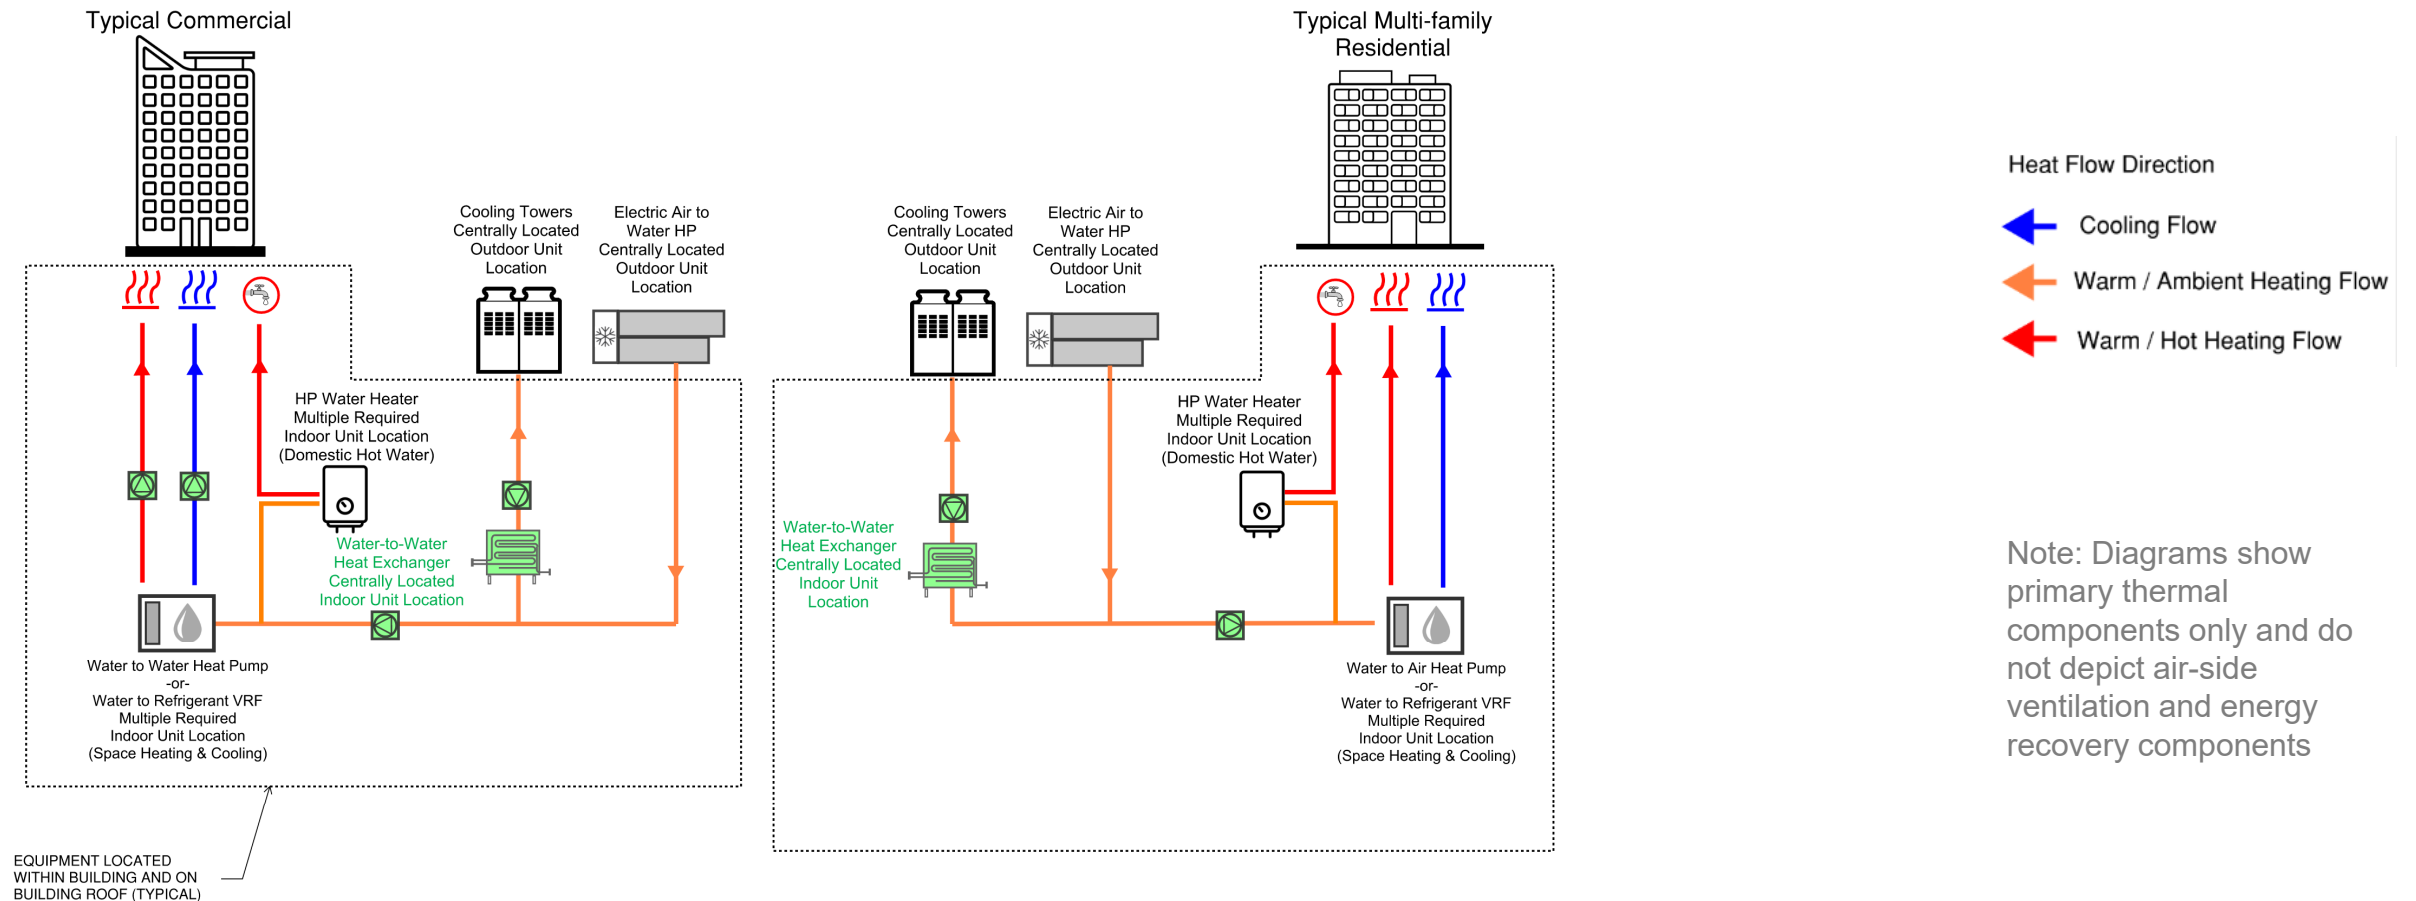 Typical Commercial
Cooling Towers
Centrally Located
Outdoor Unit
Location
Electric Air to
Water HP
Centrally Located
Outdoor Unit
Location
HP Water Heater
Multiple Required
Indoor Unit Location
(Domestic Hot Water)
Water-to-Water
Heat Exchanger
Centrally Located
Indoor Unit Location
Water to Water Heat Pump
-or-
Water to Refrigerant VRF
Multiple Required
Indoor Unit Location
(Space Heating & Cooling)
EQUIPMENT LOCATED
WITHIN BUILDING AND ON
BUILDING ROOF (TYPICAL)
Typical Multi-family
Residential
Cooling Towers
Centrally Located
Outdoor Unit
Location
Electric Air to
Water HP
Centrally Located
Outdoor Unit
Location
HP Water Heater
Multiple Required
Indoor Unit Location
(Domestic Hot Water)
Water-to-Water
Heat Exchanger
Centrally Located
Indoor Unit
Location
Water to Air Heat Pump
-or-
Water to Refrigerant VRF
Multiple Required
Indoor Unit Location
(Space Heating & Cooling)
Heat Flow Direction
Cooling Flow
Warm / Ambient Heating Flow
Warm / Hot Heating Flow
Note: Diagrams show
primary thermal
components only and do
not depict air-side
ventilation and energy
recovery components